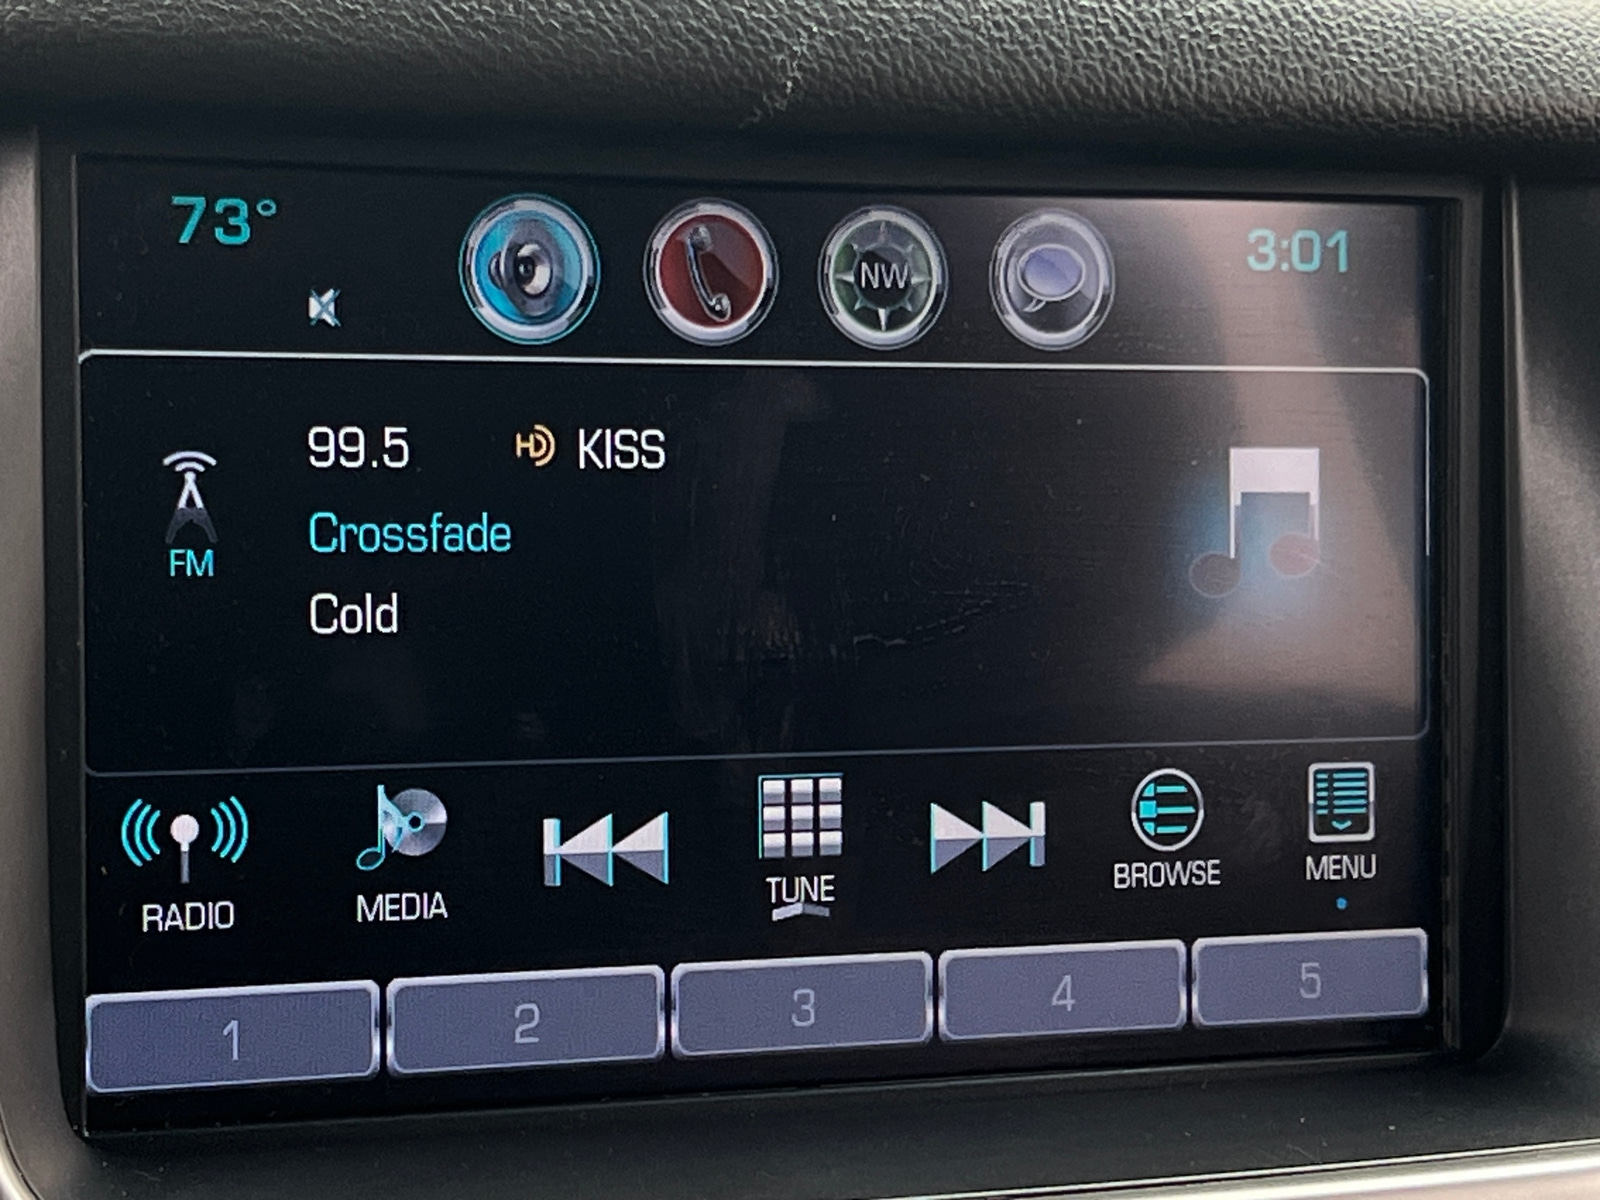 73°
NW
3:01
99.5 HD KISS
Crossfade
FM
Cold
RADIO
MEDIA
TUNE
BROWSE
MENU
1 2 3 4 5